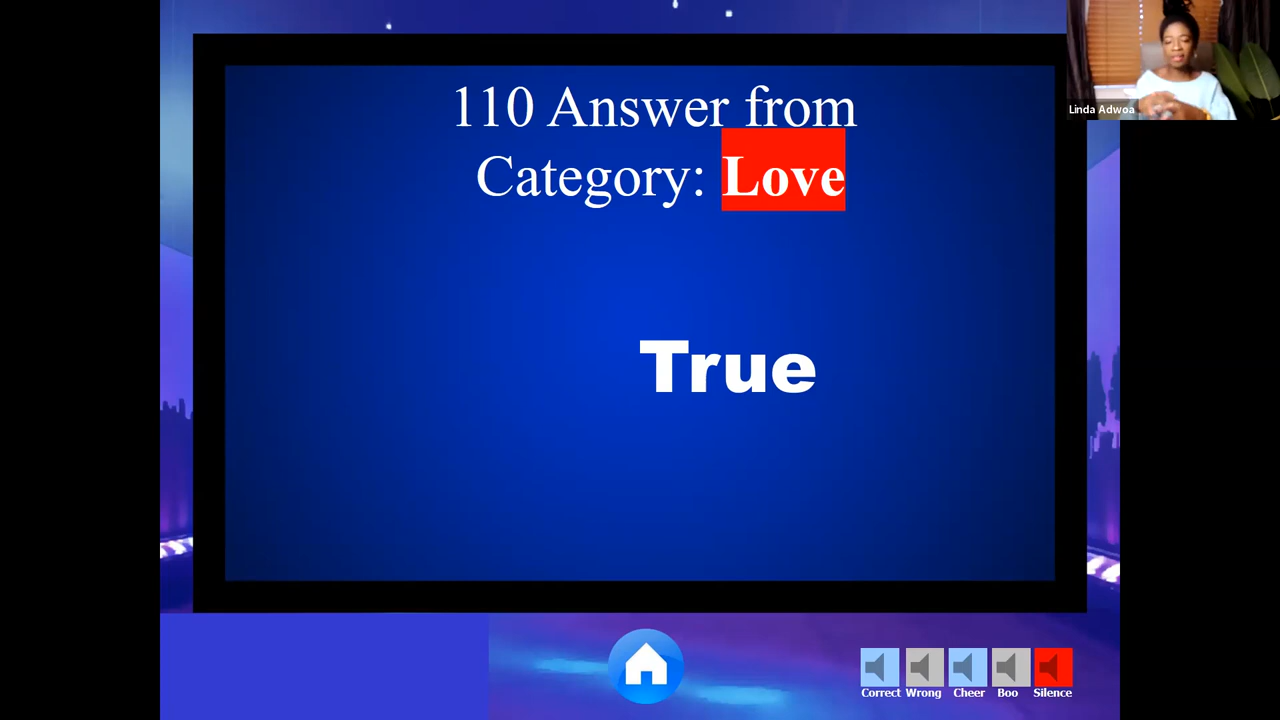 110 Answer from
Category: Love
Linda Adwoa
True
Correct Wrong Cheer Boo Silence